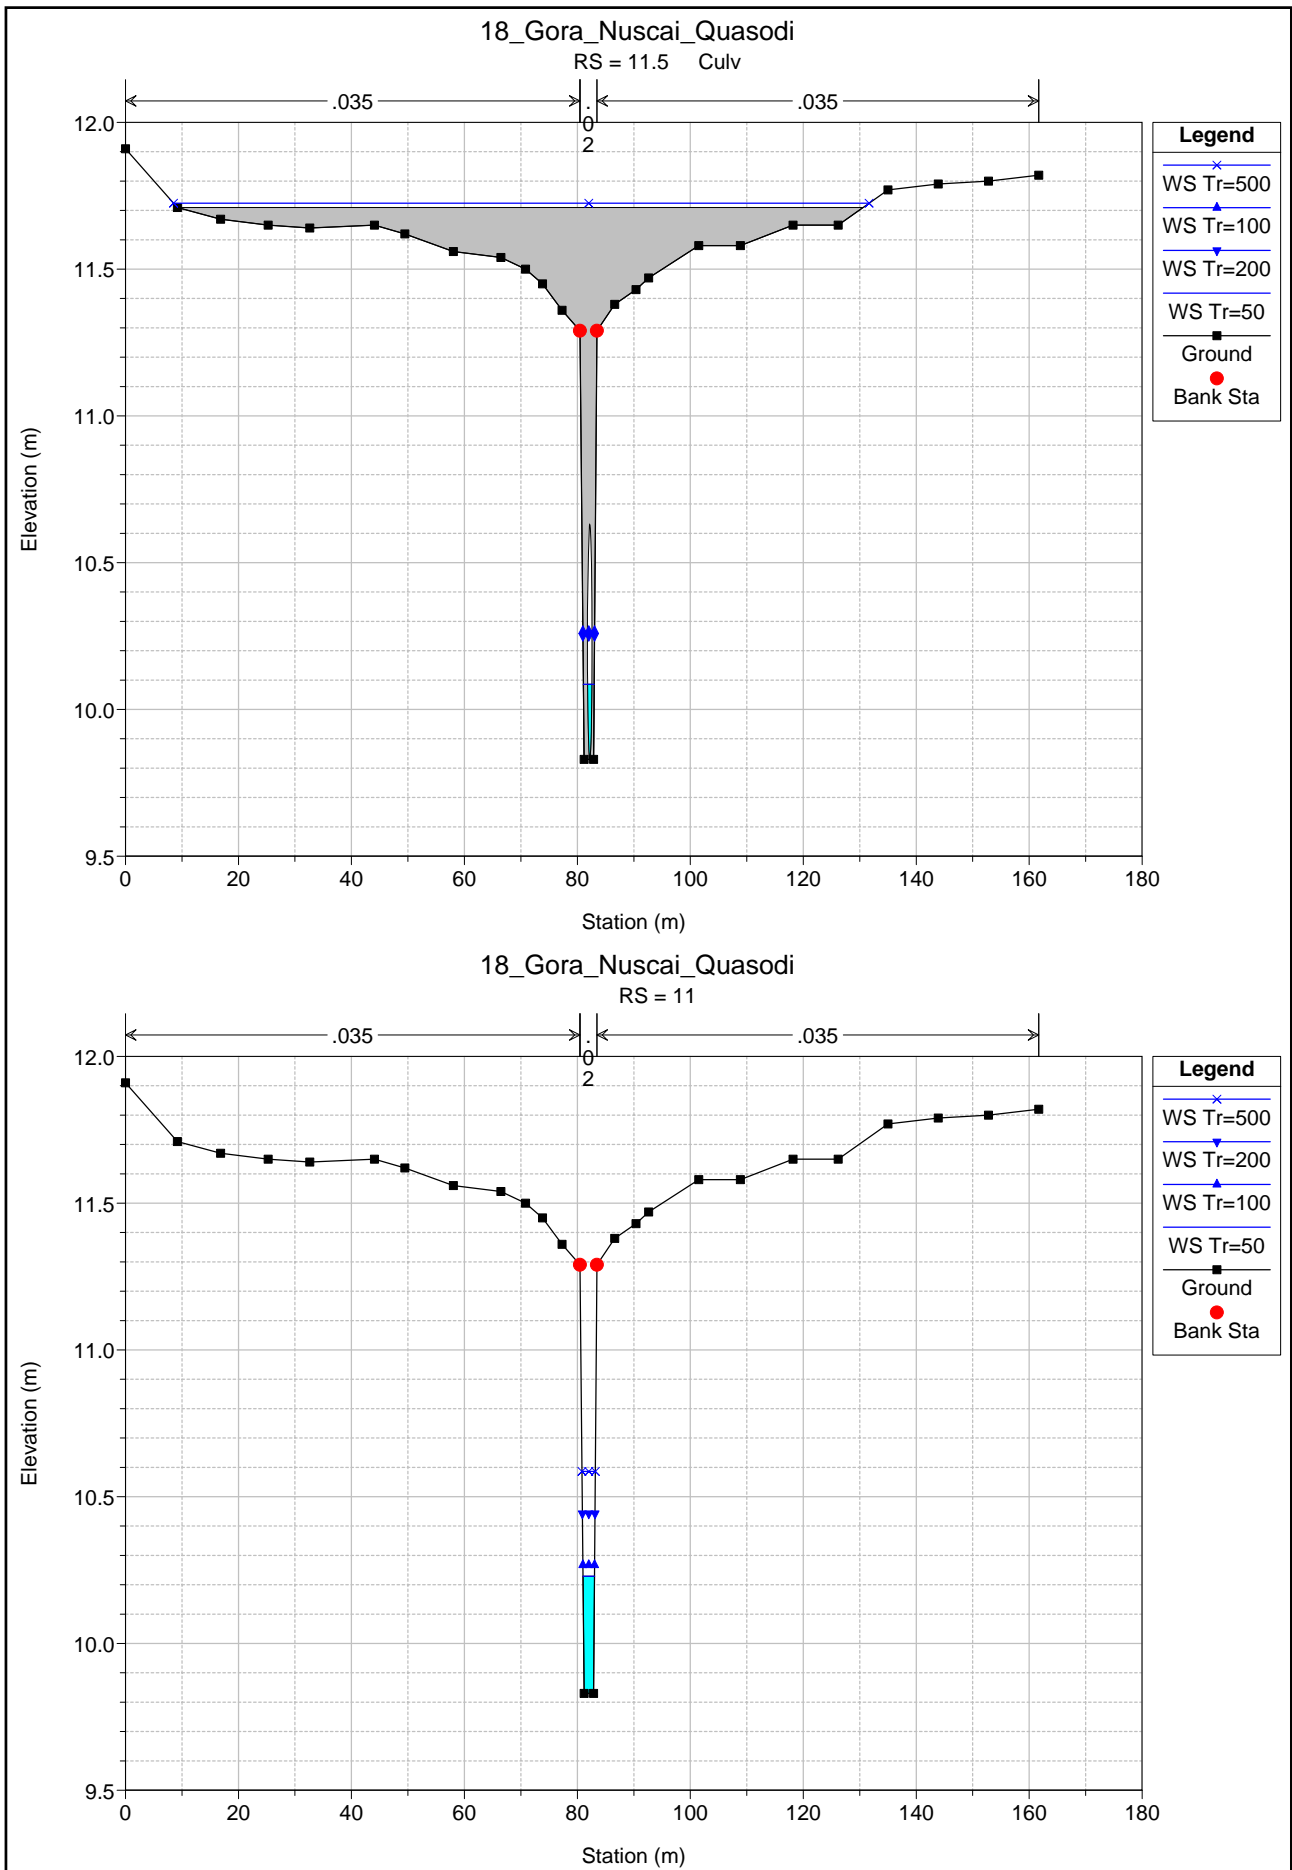 18_Gora_Nuscai_Quasodi
RS = 11.5 Culv
.035
.02
.035
12.0
11.5
11.0
10.5
10.0
9.5
0 20 40 60 80 100 120 140 160 180
Elevation (m)
Station (m)
Legend
WS Tr=500
WS Tr=100
WS Tr=200
WS Tr=50
Ground
Bank Sta
18_Gora_Nuscai_Quasodi
RS = 11
.035
.02
.035
12.0
11.5
11.0
10.5
10.0
9.5
0 20 40 60 80 100 120 140 160 180
Elevation (m)
Station (m)
Legend
WS Tr=500
WS Tr=200
WS Tr=100
WS Tr=50
Ground
Bank Sta